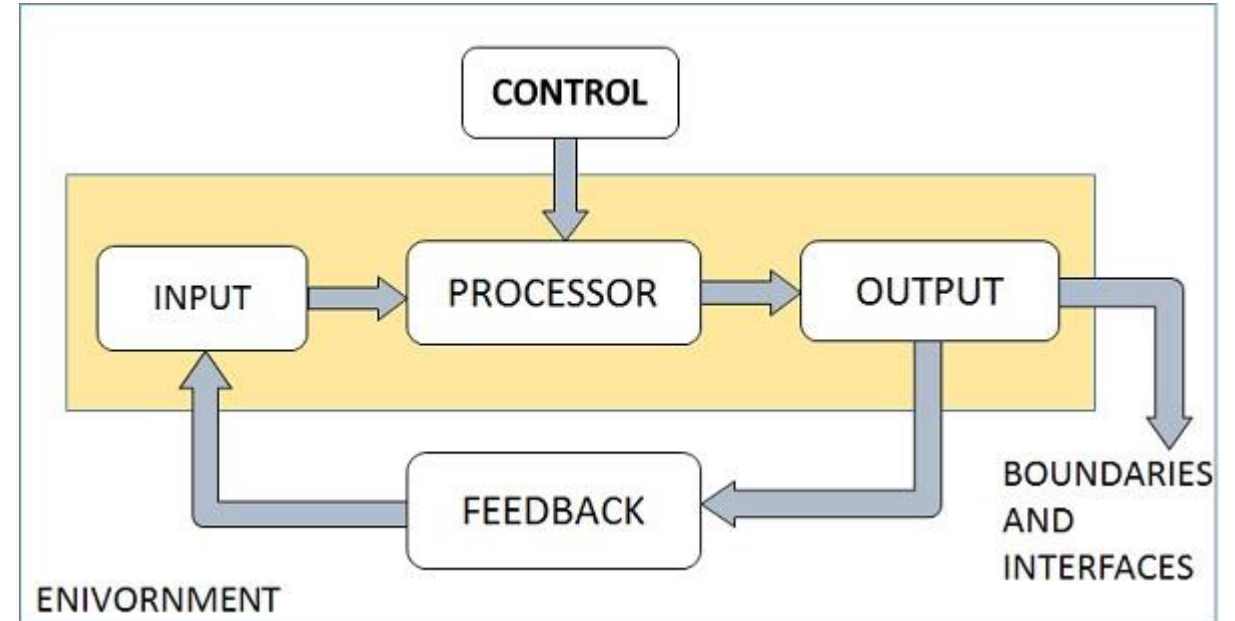 CONTROL
INPUT
PROCESSOR
OUTPUT
FEEDBACK
BOUNDARIES
AND
INTERFACES
ENIVORNMENT